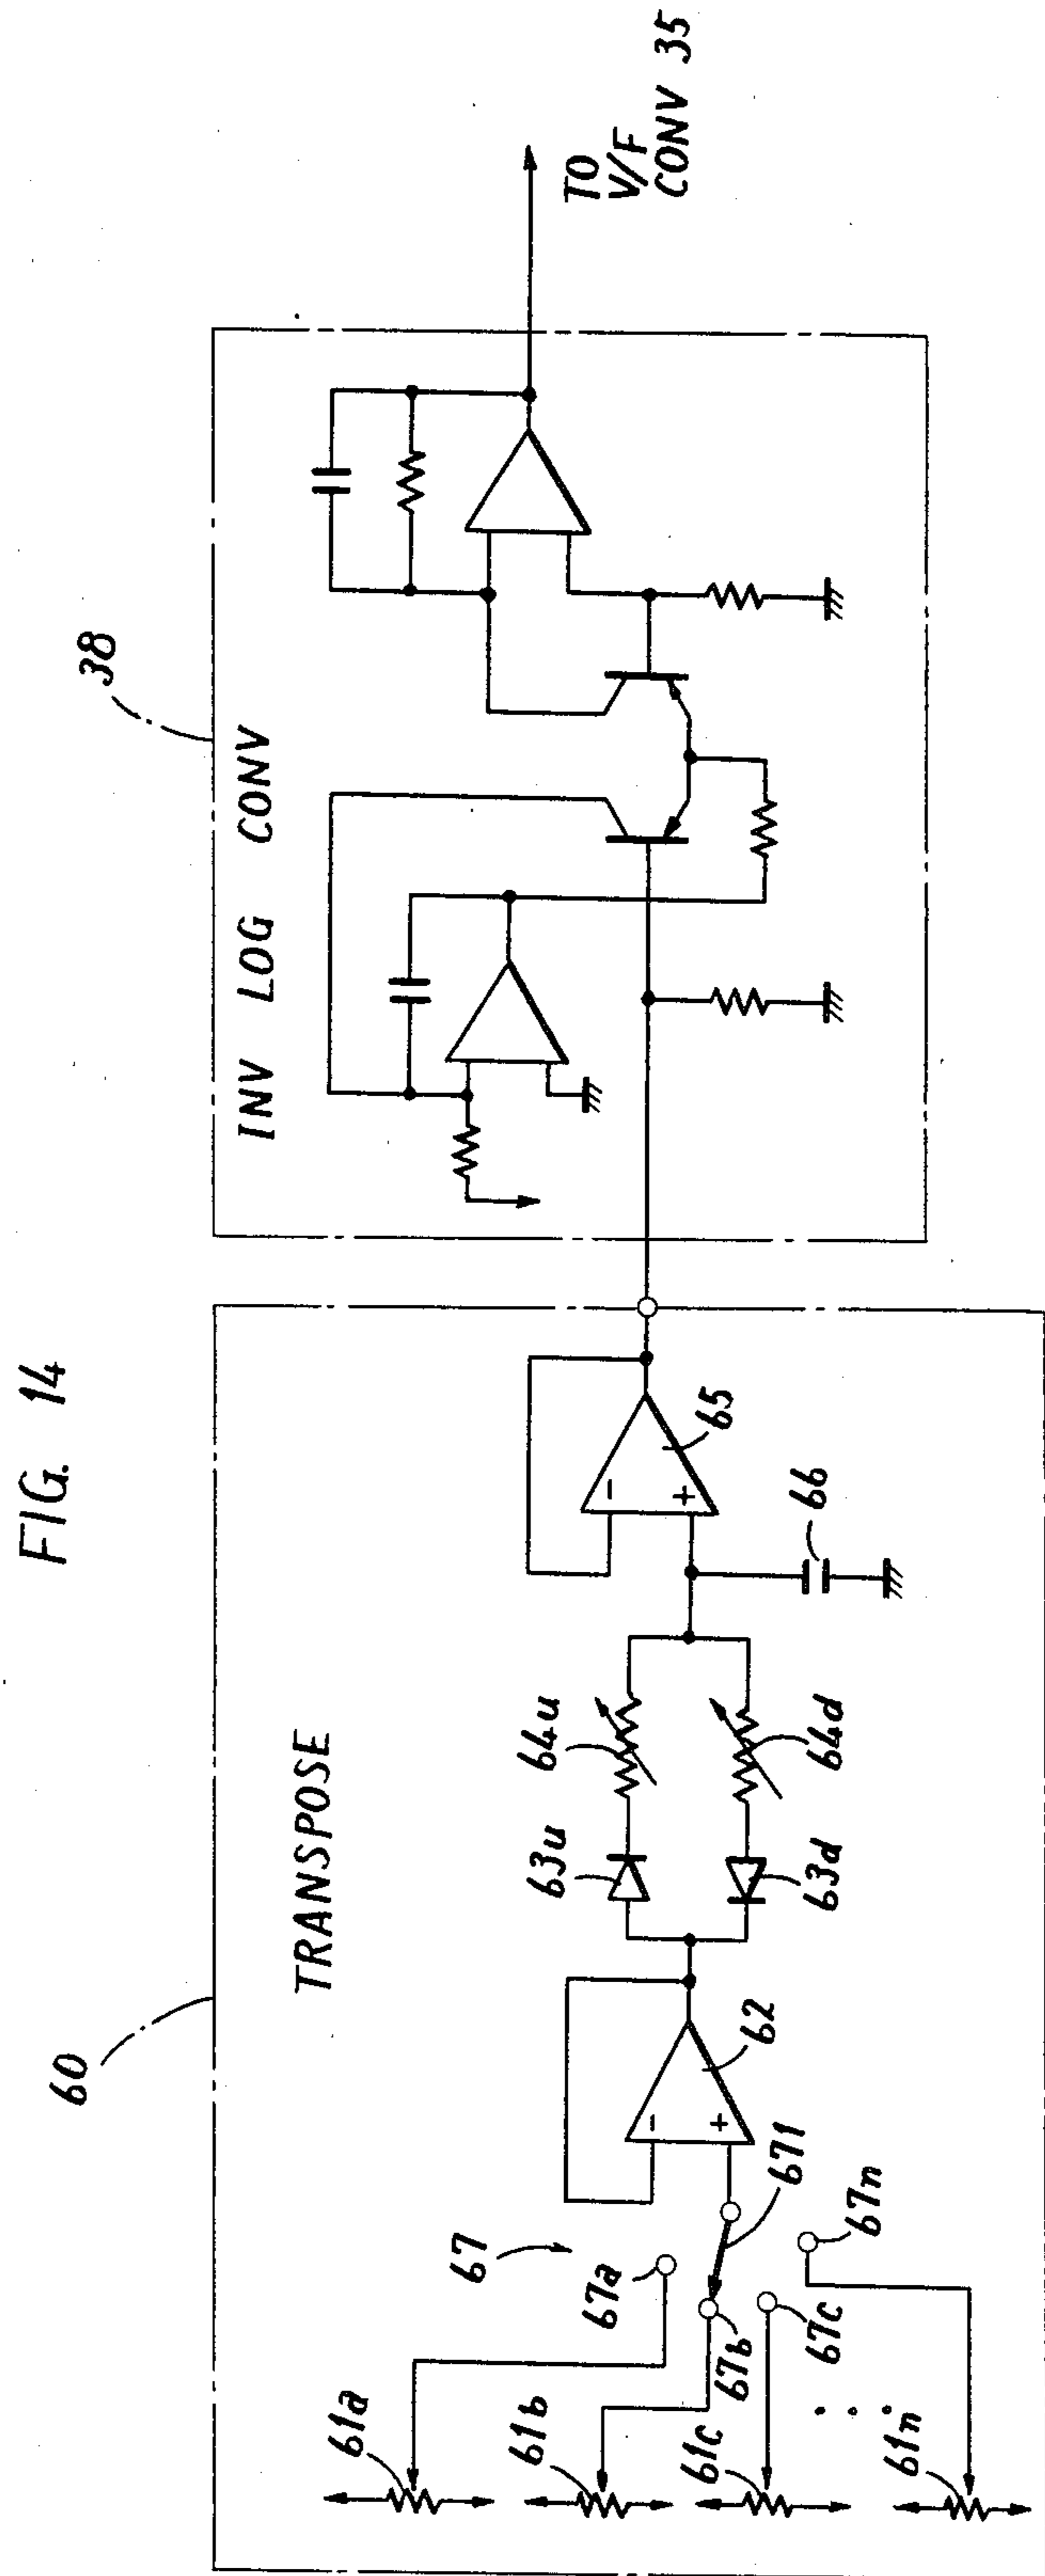 FIG. 14
60
TRANSPOSE
61a
61b
61c
61n
67
67a
67b
67c
67n
671
−
+
62
63u
63d
64u
64d
−
+
65
66
38
INV LOG CONV
TO
V/F
CONV 35